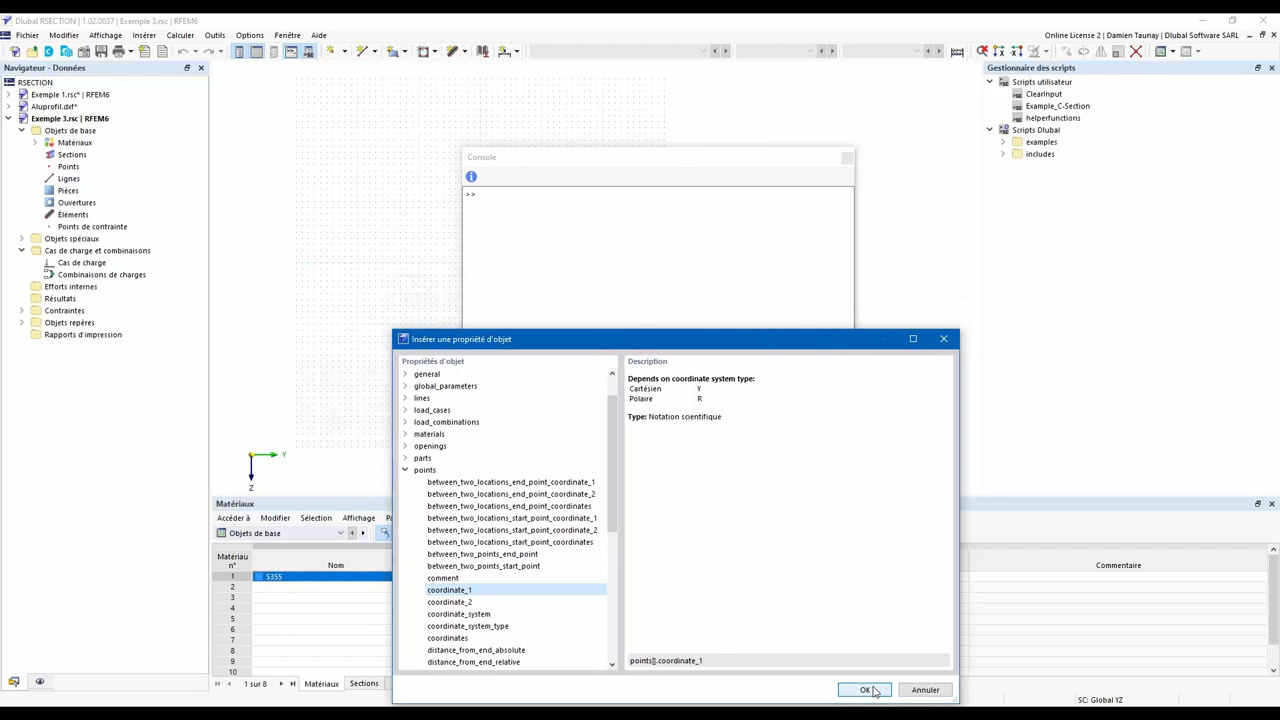 Dlubal RSECTION | 1.02.0037 | Exemple 3.rsc | RFEM6
Fichier Modifier Affichage Insérer Calculer Outils Options Fenêtre Aide
Online License 2 | Damien Taunay | Dlubal Software SARL
Navigateur - Données
RSECTION
Exemple 1.rsc* | RFEM6
Aluprofil.dxf*
Exemple 3.rsc | RFEM6
Objets de base
Matériaux
Sections
Points
Lignes
Pièces
Ouvertures
Éléments
Points de contrainte
Objets spéciaux
Cas de charge et combinaisons
Cas de charge
Combinaisons de charges
Efforts internes
Résultats
Contraintes
Objets repères
Rapports d'impression
Y
Z
Console
>>
Gestionnaire des scripts
Scripts utilisateur
ClearInput
Example_C-Section
helperfunctions
Scripts Dlubal
examples
includes
Insérer une propriété d'objet
Propriétés d'objet
general
global_parameters
lines
load_cases
load_combinations
materials
openings
parts
points
between_two_locations_end_point_coordinate_1
between_two_locations_end_point_coordinate_2
between_two_locations_end_point_coordinates
between_two_locations_start_point_coordinate_1
between_two_locations_start_point_coordinate_2
between_two_locations_start_point_coordinates
between_two_points_end_point
between_two_points_start_point
comment
coordinate_1
coordinate_2
coordinate_system
coordinate_system_type
coordinates
distance_from_end_absolute
distance_from_end_relative
Description
Depends on coordinate system type:
Cartésien Y
Polaire R
Type: Notation scientifique
points[].coordinate_1
OK Annuler
Matériaux
Accéder à Modifier Sélection Affichage
Objets de base
Matériau
n°
Nom
Commentaire
1 S355
2
3
4
5
6
7
8
9
10
1 sur 8 Matériaux Sections
SC: Global YZ